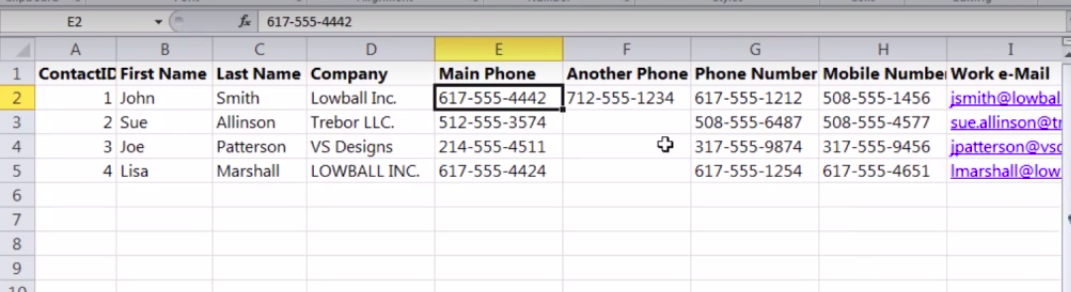 E2 fx 617-555-4442
A B C D E F G H I
1 ContactID First Name Last Name Company Main Phone Another Phone Phone Number Mobile Number Work e-Mail
2 1 John Smith Lowball Inc. 617-555-4442 712-555-1234 617-555-1212 508-555-1456 jsmith@lowbal
3 2 Sue Allinson Trebor LLC. 512-555-3574 508-555-6487 508-555-4577 sue.allinson@tr
4 3 Joe Patterson VS Designs 214-555-4511 317-555-9874 317-555-9456 jpatterson@vsd
5 4 Lisa Marshall LOWBALL INC. 617-555-4424 617-555-1254 617-555-4651 lmarshall@low
6
7
8
9